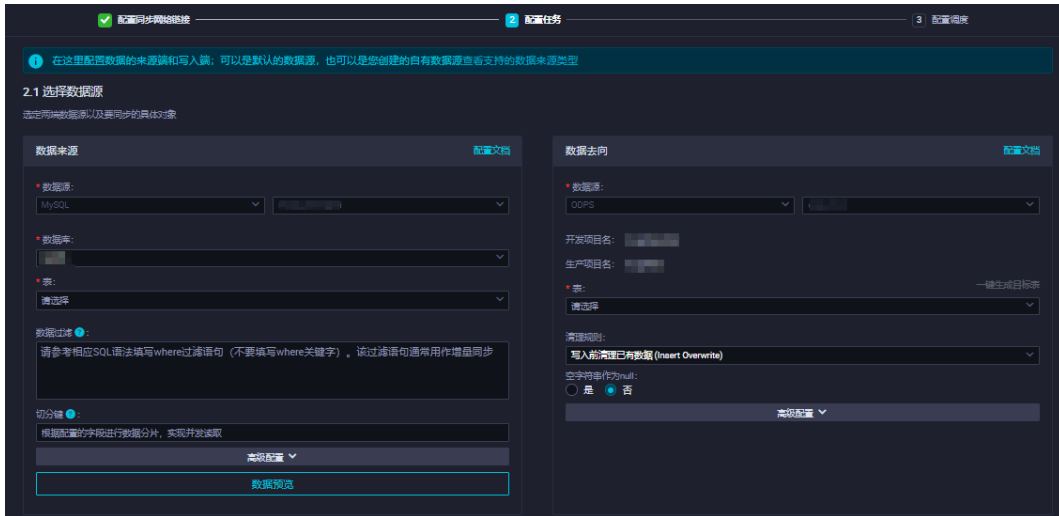 配置同步网络链接
2 配置任务
3 配置调度
在这里配置数据的来源端和写入端；可以是默认的数据源，也可以是您创建的自有数据源查看支持的数据来源类型
2.1 选择数据源
选定两端数据源以及要同步的具体对象
数据来源 配置文档
* 数据源:
MySQL
* 数据库:
* 表:
请选择
数据过滤 ? :
请参考相应SQL语法填写where过滤语句（不要填写where关键字）。该过滤语句通常用作增量同步
切分键 ? :
根据配置的字段进行数据分片，实现并发读取
高级配置
数据预览
数据去向 配置文档
* 数据源:
ODPS
开发项目名:
生产项目名:
* 表: 一键生成目标表
请选择
清理规则:
写入前清理已有数据 (Insert Overwrite)
空字符串作为null:
是 否
高级配置